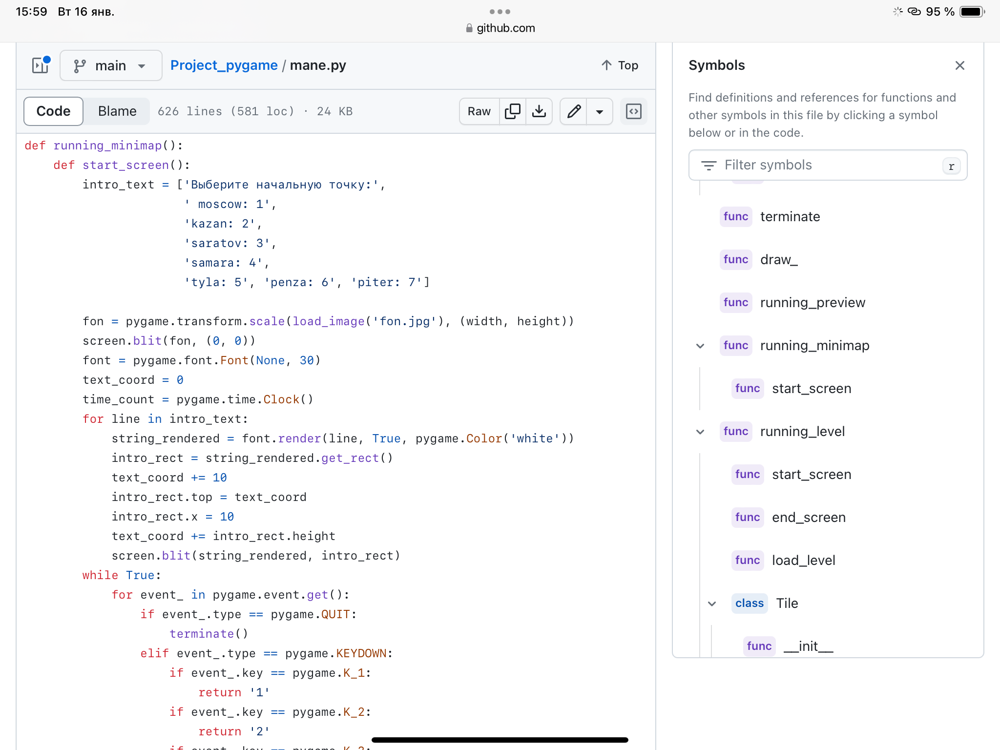 15:59 Вт 16 янв.
95 %
github.com
main
Project_pygame / mane.py
Top
Code
Blame
626 lines (581 loc) · 24 KB
Raw
def running_minimap():
    def start_screen():
        intro_text = ['Выберите начальную точку:',
                      ' moscow: 1',
                      'kazan: 2',
                      'saratov: 3',
                      'samara: 4',
                      'tyla: 5', 'penza: 6', 'piter: 7']
        fon = pygame.transform.scale(load_image('fon.jpg'), (width, height))
        screen.blit(fon, (0, 0))
        font = pygame.font.Font(None, 30)
        text_coord = 0
        time_count = pygame.time.Clock()
        for line in intro_text:
            string_rendered = font.render(line, True, pygame.Color('white'))
            intro_rect = string_rendered.get_rect()
            text_coord += 10
            intro_rect.top = text_coord
            intro_rect.x = 10
            text_coord += intro_rect.height
            screen.blit(string_rendered, intro_rect)
        while True:
            for event_ in pygame.event.get():
                if event_.type == pygame.QUIT:
                    terminate()
                elif event_.type == pygame.KEYDOWN:
                    if event_.key == pygame.K_1:
                        return '1'
                    if event_.key == pygame.K_2:
                        return '2'
Symbols
Find definitions and references for functions and
other symbols in this file by clicking a symbol
below or in the code.
Filter symbols
r
func terminate
func draw_
func running_preview
func running_minimap
func start_screen
func running_level
func start_screen
func end_screen
func load_level
class Tile
func __init__